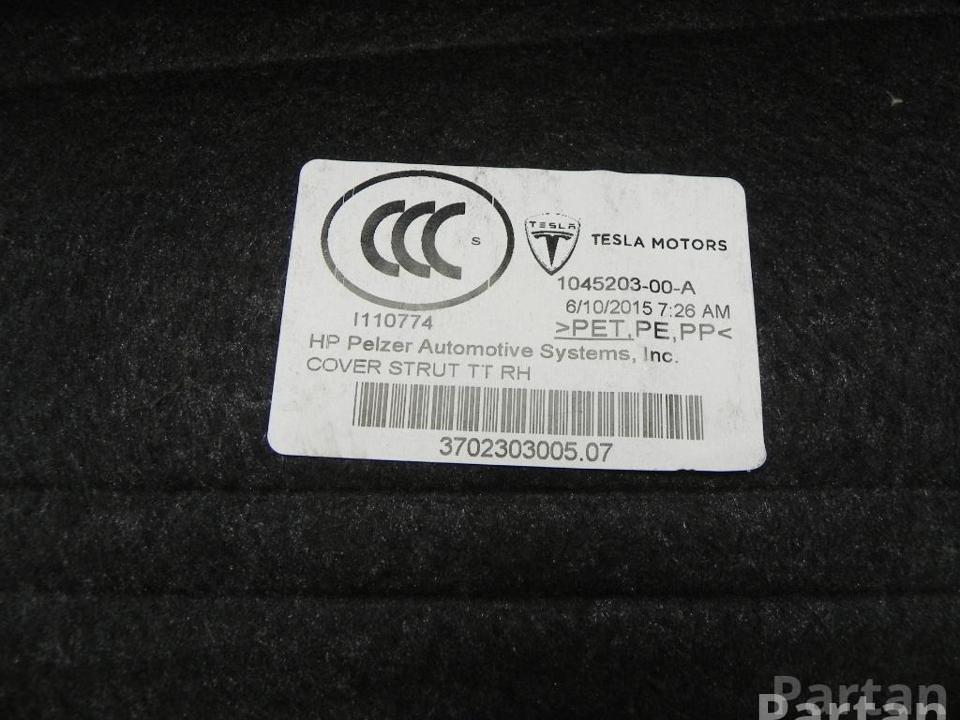 CCC S
TESLA
TESLA MOTORS
1045203-00-A
6/10/2015 7:26 AM
I110774
>PET,PE,PP<
HP Pelzer Automotive Systems, Inc.
COVER STRUT TT RH
3702303005.07
Partan
Partan